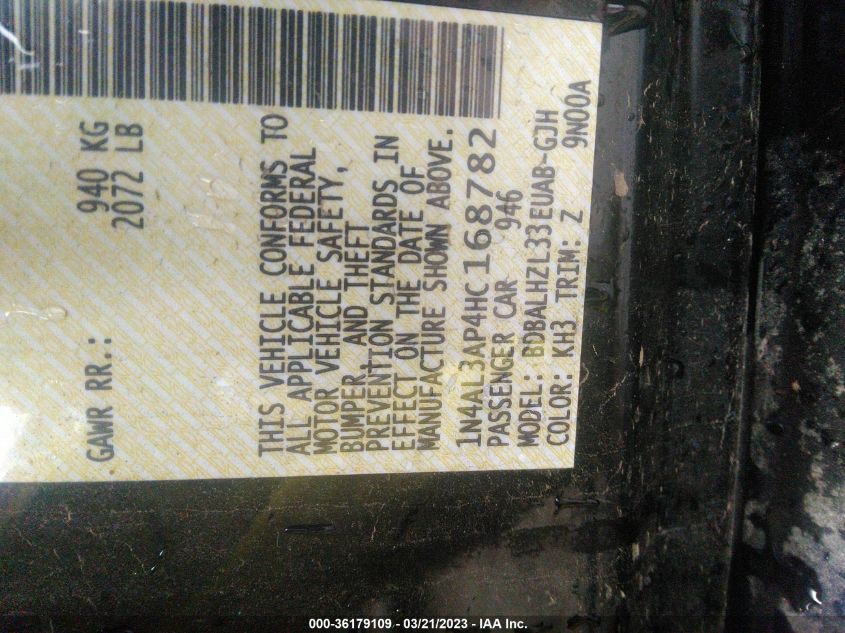 GAWR RR.: 940 KG
2072 LB
THIS VEHICLE CONFORMS TO
ALL APPLICABLE FEDERAL
MOTOR VEHICLE SAFETY,
BUMPER, AND THEFT
PREVENTION STANDARDS IN
EFFECT ON THE DATE OF
MANUFACTURE SHOWN ABOVE.
1N4AL3AP4HC168782
PASSENGER CAR 946
MODEL: BDBALHZL33EUAB-GJH
COLOR: KH3 TRIM: Z 9N00A
000-36179109 - 03/21/2023 - IAA Inc.